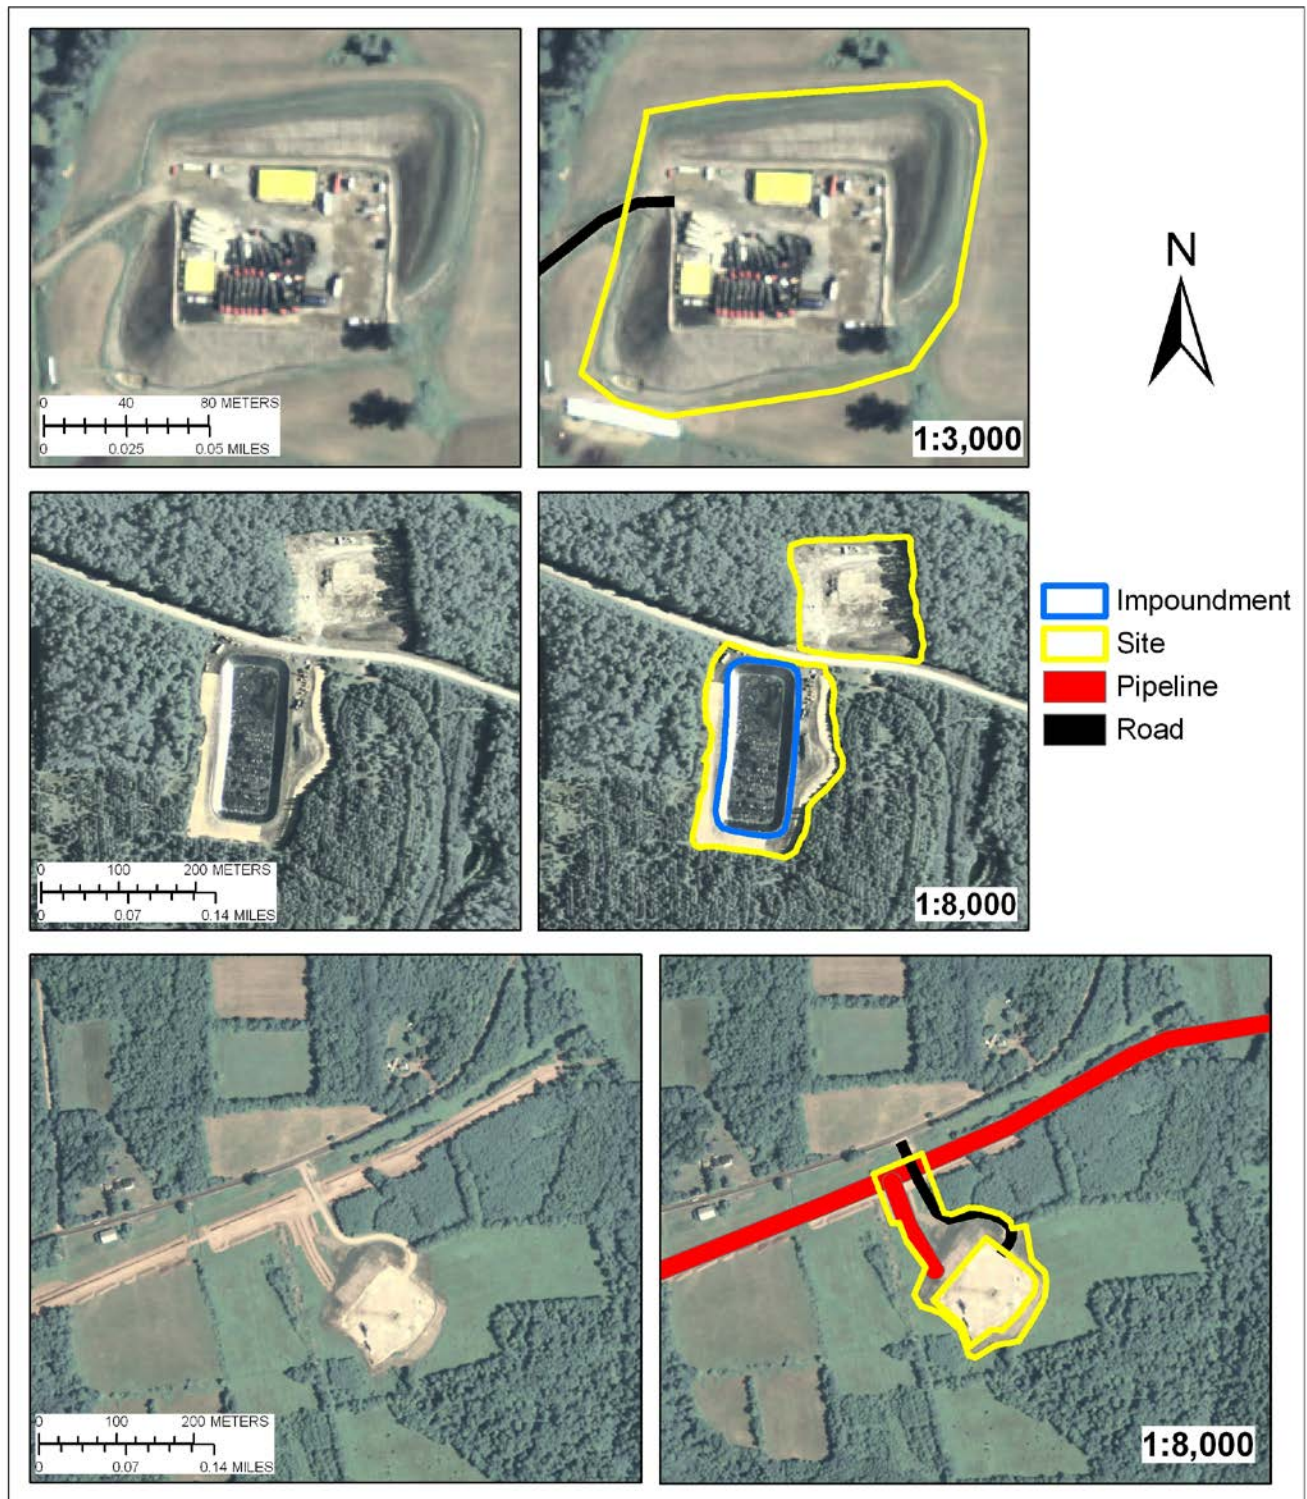 0 40 80 METERS
0 0.025 0.05 MILES
1:3,000
N
0 100 200 METERS
0 0.07 0.14 MILES
1:8,000
Impoundment
Site
Pipeline
Road
0 100 200 METERS
0 0.07 0.14 MILES
1:8,000